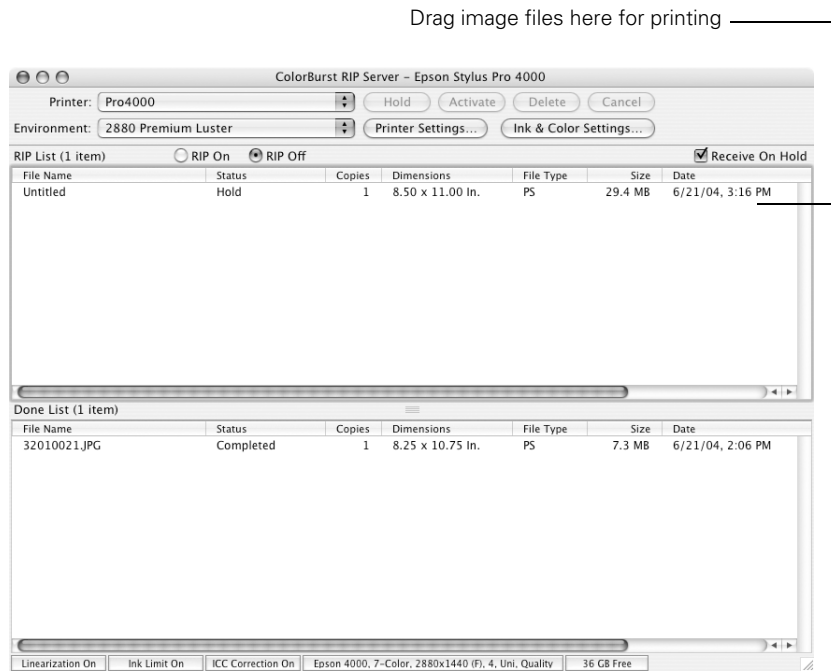 Drag image files here for printing
ColorBurst RIP Server – Epson Stylus Pro 4000
Printer: Pro4000 Hold Activate Delete Cancel
Environment: 2880 Premium Luster Printer Settings... Ink & Color Settings...
RIP List (1 item) RIP On RIP Off Receive On Hold
File Name Status Copies Dimensions File Type Size Date
Untitled Hold 1 8.50 x 11.00 In. PS 29.4 MB 6/21/04, 3:16 PM
Done List (1 item)
File Name Status Copies Dimensions File Type Size Date
32010021.JPG Completed 1 8.25 x 10.75 In. PS 7.3 MB 6/21/04, 2:06 PM
Linearization On Ink Limit On ICC Correction On Epson 4000, 7-Color, 2880x1440 (F), 4, Uni, Quality 36 GB Free